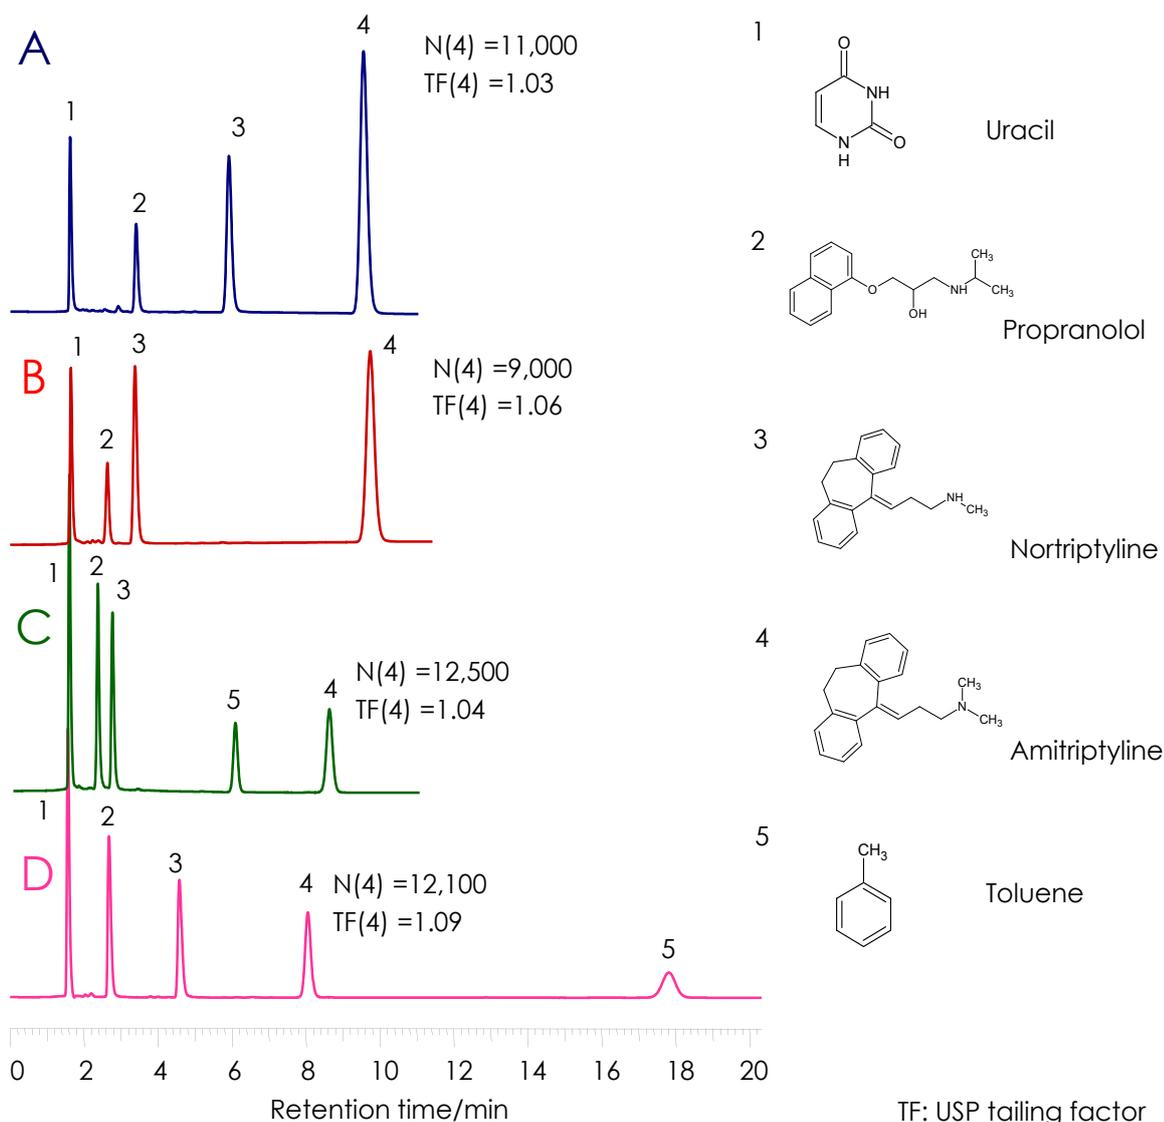 A
1
2
3
4
N(4) =11,000
TF(4) =1.03
B
1
2
3
4
N(4) =9,000
TF(4) =1.06
C
1
2
3
5
4
N(4) =12,500
TF(4) =1.04
D
1
2
3
4
N(4) =12,100
TF(4) =1.09
5
0 2 4 6 8 10 12 14 16 18 20
Retention time/min
1
O
NH
O
N
H
Uracil
2
O
OH
NH
CH3
CH3
Propranolol
3
NH
CH3
Nortriptyline
4
CH3
N
CH3
Amitriptyline
5
CH3
Toluene
TF: USP tailing factor